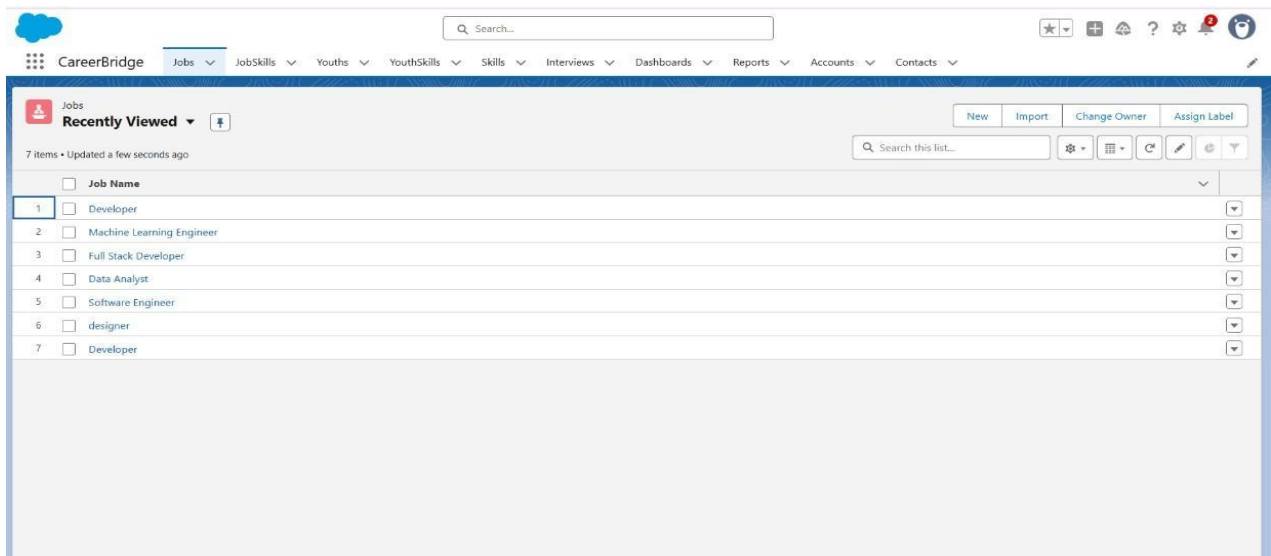 Search...
2
CareerBridge Jobs JobSkills Youths YouthSkills Skills Interviews Dashboards Reports Accounts Contacts
Jobs
Recently Viewed
New Import Change Owner Assign Label
7 items • Updated a few seconds ago
Search this list...
Job Name
1 Developer
2 Machine Learning Engineer
3 Full Stack Developer
4 Data Analyst
5 Software Engineer
6 designer
7 Developer